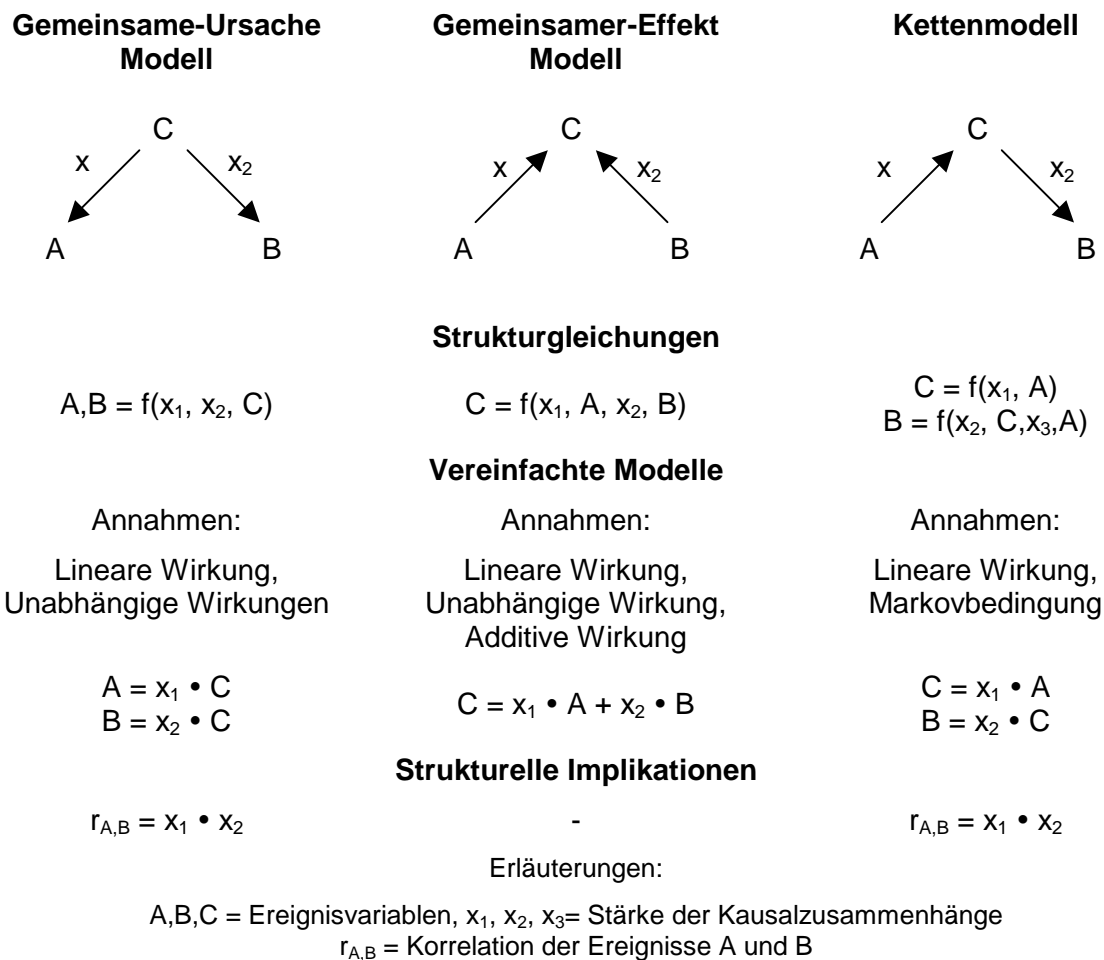 Gemeinsame-Ursache
Modell
Gemeinsamer-Effekt
Modell
Kettenmodell
C
x x₂
A B
C
x x₂
A B
C
x x₂
A B
Strukturgleichungen
A,B = f(x₁, x₂, C)
C = f(x₁, A, x₂, B)
C = f(x₁, A)
B = f(x₂, C,x₃,A)
Vereinfachte Modelle
Annahmen:
Lineare Wirkung,
Unabhängige Wirkungen
A = x₁ • C
B = x₂ • C
Annahmen:
Lineare Wirkung,
Unabhängige Wirkung,
Additive Wirkung
C = x₁ • A + x₂ • B
Annahmen:
Lineare Wirkung,
Markovbedingung
C = x₁ • A
B = x₂ • C
Strukturelle Implikationen
r_A,B = x₁ • x₂
-
r_A,B = x₁ • x₂
Erläuterungen:
A,B,C = Ereignisvariablen, x₁, x₂, x₃= Stärke der Kausalzusammenhänge
r_A,B = Korrelation der Ereignisse A und B